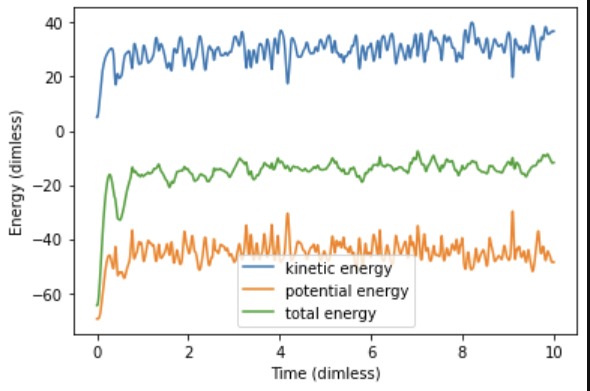 40
20
0
−20
−40
−60
Energy (dimless)
kinetic energy
potential energy
total energy
0 2 4 6 8 10
Time (dimless)